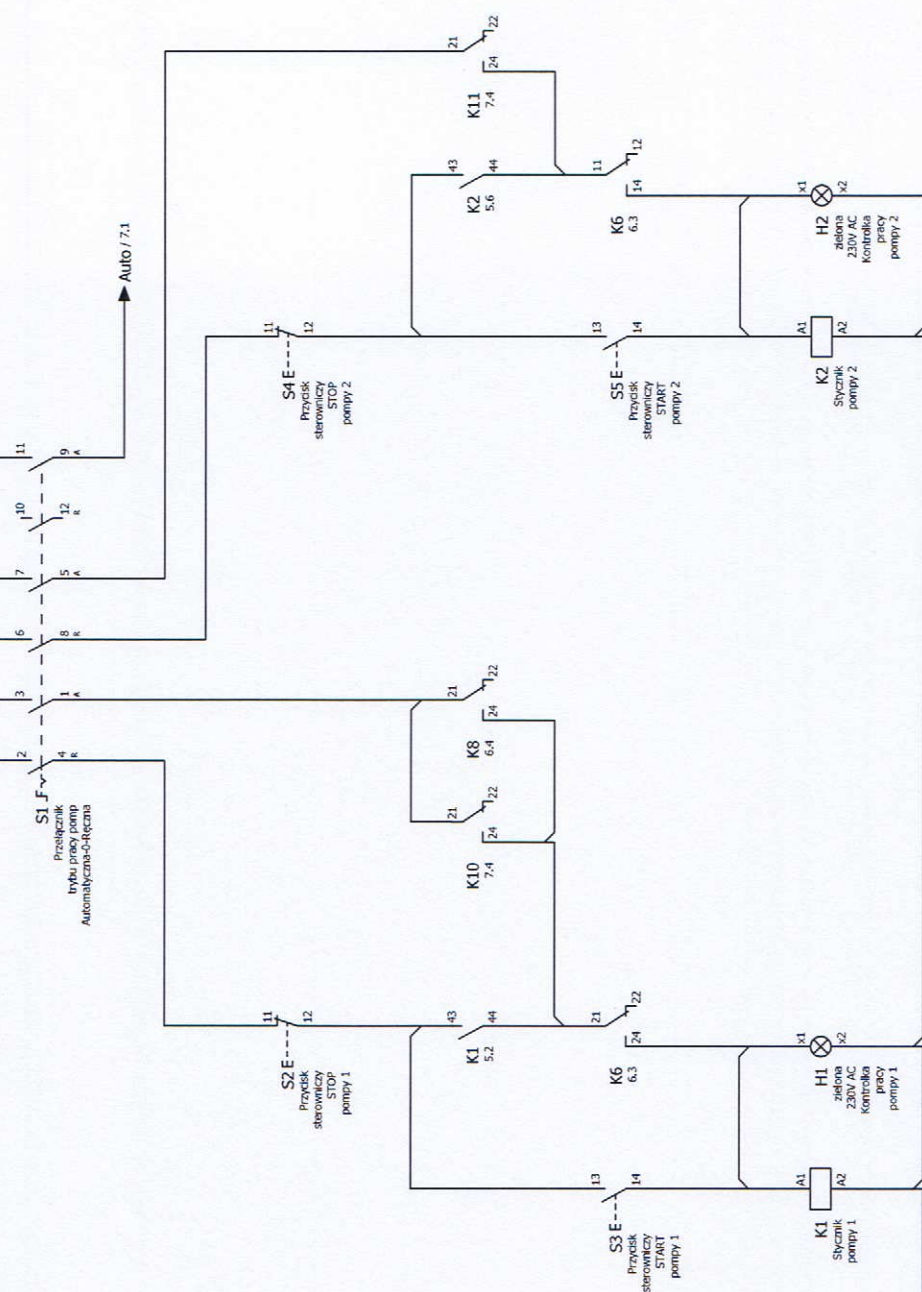 S1
Przełącznik
trybu pracy pomp
Automatyczna-0-Ręczna
2
4
R
3
1
A
6
8
R
7
5
A
10
12
R
11
9
A
Auto / 7.1
S2
Przycisk
sterowniczy
STOP
pompy 1
11
12
S4
Przycisk
sterowniczy
STOP
pompy 2
11
12
K1
5.2
43
44
K10
7.4
21
22
24
K8
6.4
21
22
24
K2
5.6
43
44
K11
7.4
21
22
24
S3
Przycisk
sterowniczy
START
pompy 1
13
14
K6
6.3
21
22
24
S5
Przycisk
sterowniczy
START
pompy 2
13
14
K6
6.3
11
12
14
K1
Stycznik
pompy 1
A1
A2
H1
zielona
230V AC
Kontrolka
pracy
pompy 1
x1
x2
K2
Stycznik
pompy 2
A1
A2
H2
zielona
230V AC
Kontrolka
pracy
pompy 2
x1
x2